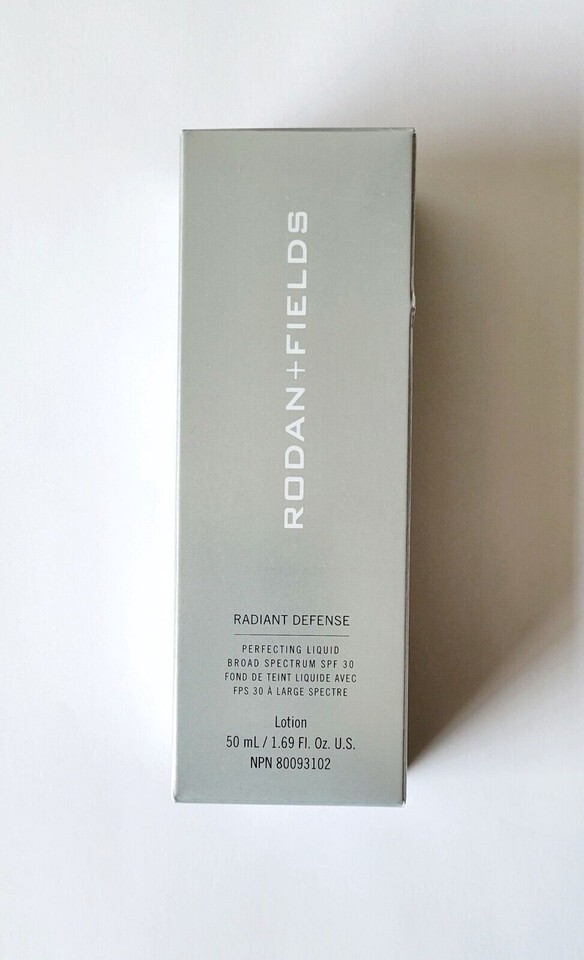 RODAN+FIELDS
RADIANT DEFENSE
PERFECTING LIQUID
BROAD SPECTRUM SPF 30
FOND DE TEINT LIQUIDE AVEC
FPS 30 À LARGE SPECTRE
Lotion
50 mL / 1.69 Fl. Oz. U.S.
NPN 80093102